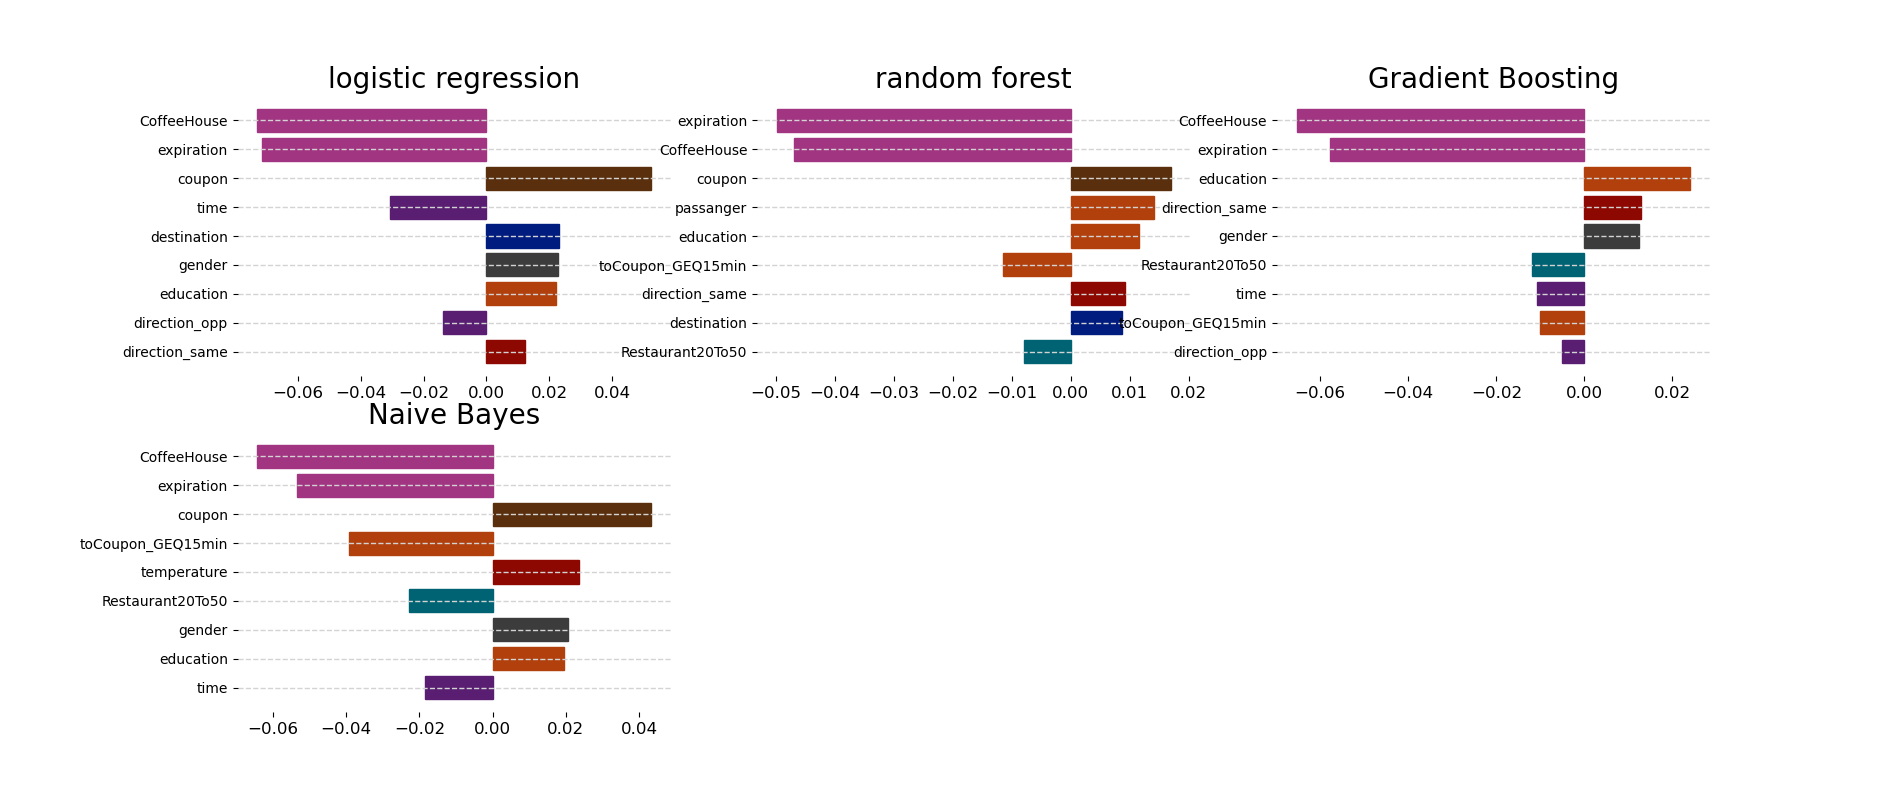 logistic regression
CoffeeHouse
expiration
coupon
time
destination
gender
education
direction_opp
direction_same
−0.06 −0.04 −0.02 0.00 0.02 0.04
random forest
expiration
CoffeeHouse
coupon
passanger
education
toCoupon_GEQ15min
direction_same
destination
Restaurant20To50
−0.05 −0.04 −0.03 −0.02 −0.01 0.00 0.01 0.02
Gradient Boosting
CoffeeHouse
expiration
education
direction_same
gender
Restaurant20To50
time
toCoupon_GEQ15min
direction_opp
−0.06 −0.04 −0.02 0.00 0.02
Naive Bayes
CoffeeHouse
expiration
coupon
toCoupon_GEQ15min
temperature
Restaurant20To50
gender
education
time
−0.06 −0.04 −0.02 0.00 0.02 0.04